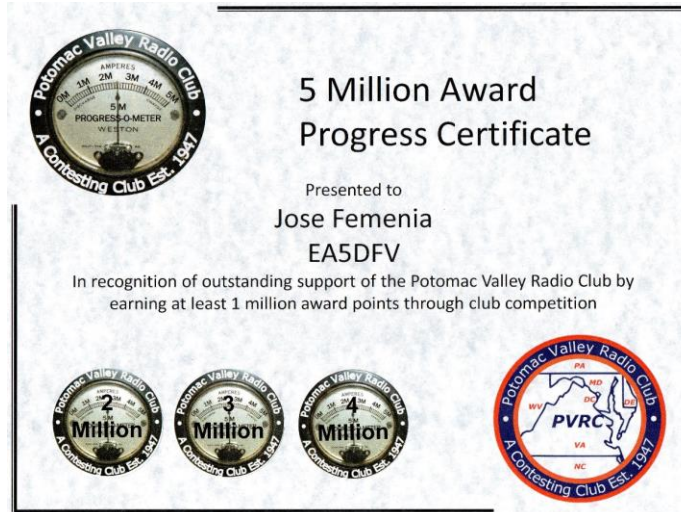 Potomac Valley Radio Club
AMPERES
0M 1M 2M 3M 4M 5M
5 M
PROGRESS-O-METER
WESTON
A Contesting Club Est. 1947
5 Million Award
Progress Certificate
Presented to
Jose Femenia
EA5DFV
In recognition of outstanding support of the Potomac Valley Radio Club by
earning at least 1 million award points through club competition
Potomac Valley Radio Club
AMPERES
2
Million
A Contesting Club Est. 1947
Potomac Valley Radio Club
AMPERES
3
Million
A Contesting Club Est. 1947
Potomac Valley Radio Club
AMPERES
4
Million
A Contesting Club Est. 1947
Potomac Valley Radio Club
PA
MD
DC
DE
WV
PVRC
VA
NC
A Contesting Club Est. 1947